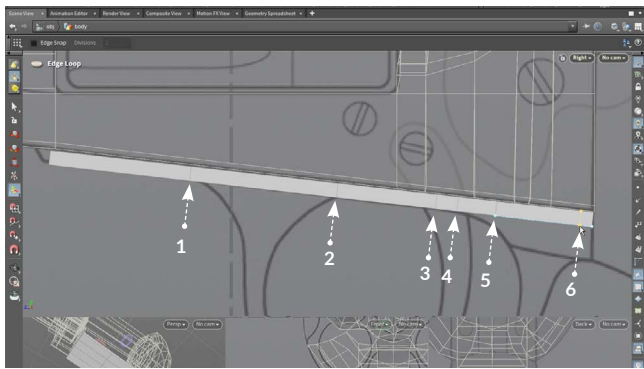 Scene View × Animation Editor × Render View × Composite View × Motion FX View × Geometry Spreadsheet × +
obj body
Edge Snap Divisions
Edge Loop
Right No cam
1
2
3
4
5
6
Persp No cam
Front No cam
Back No cam